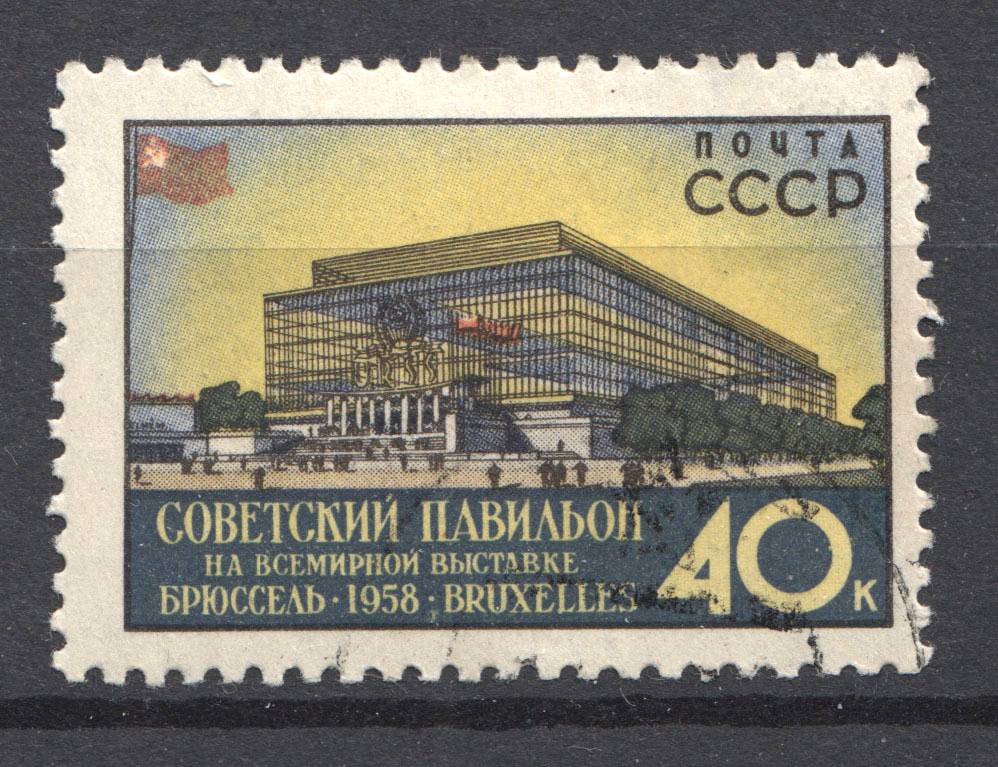 ПОЧТА
СССР
СОВЕТСКИЙ ПАВИЛЬОН
НА ВСЕМИРНОЙ ВЫСТАВКЕ
БРЮССЕЛЬ · 1958 · BRUXELLES
40 К